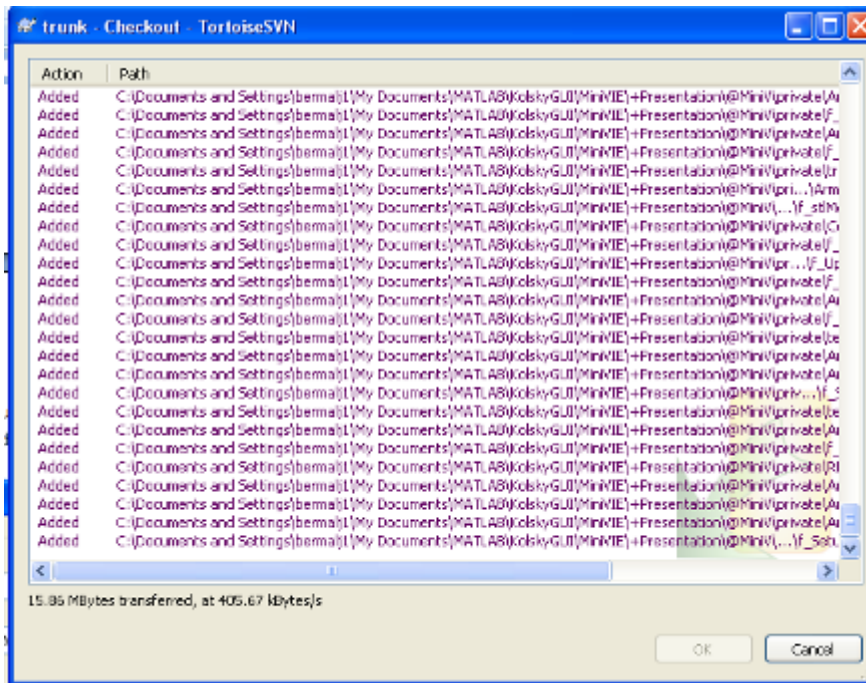 trunk - Checkout - TortoiseSVN
Action Path
Added C:\Documents and Settings\bermalj1\My Documents\MATLAB\KolskyGUI\MiniVIE\+Presentation\@MiniV\private\Ar
Added C:\Documents and Settings\bermalj1\My Documents\MATLAB\KolskyGUI\MiniVIE\+Presentation\@MiniV\private\f_
Added C:\Documents and Settings\bermalj1\My Documents\MATLAB\KolskyGUI\MiniVIE\+Presentation\@MiniV\private\Ar
Added C:\Documents and Settings\bermalj1\My Documents\MATLAB\KolskyGUI\MiniVIE\+Presentation\@MiniV\private\f_
Added C:\Documents and Settings\bermalj1\My Documents\MATLAB\KolskyGUI\MiniVIE\+Presentation\@MiniV\private\tr
Added C:\Documents and Settings\bermalj1\My Documents\MATLAB\KolskyGUI\MiniVIE\+Presentation\@MiniV\pri...\Arm
Added C:\Documents and Settings\bermalj1\My Documents\MATLAB\KolskyGUI\MiniVIE\+Presentation\@MiniV\...\f_stlMo
Added C:\Documents and Settings\bermalj1\My Documents\MATLAB\KolskyGUI\MiniVIE\+Presentation\@MiniV\private\Co
Added C:\Documents and Settings\bermalj1\My Documents\MATLAB\KolskyGUI\MiniVIE\+Presentation\@MiniV\private\f_
Added C:\Documents and Settings\bermalj1\My Documents\MATLAB\KolskyGUI\MiniVIE\+Presentation\@MiniV\pr...\f_Up
Added C:\Documents and Settings\bermalj1\My Documents\MATLAB\KolskyGUI\MiniVIE\+Presentation\@MiniV\private\f_
Added C:\Documents and Settings\bermalj1\My Documents\MATLAB\KolskyGUI\MiniVIE\+Presentation\@MiniV\private\Ar
Added C:\Documents and Settings\bermalj1\My Documents\MATLAB\KolskyGUI\MiniVIE\+Presentation\@MiniV\private\f_
Added C:\Documents and Settings\bermalj1\My Documents\MATLAB\KolskyGUI\MiniVIE\+Presentation\@MiniV\private\te
Added C:\Documents and Settings\bermalj1\My Documents\MATLAB\KolskyGUI\MiniVIE\+Presentation\@MiniV\private\Ar
Added C:\Documents and Settings\bermalj1\My Documents\MATLAB\KolskyGUI\MiniVIE\+Presentation\@MiniV\private\Ar
Added C:\Documents and Settings\bermalj1\My Documents\MATLAB\KolskyGUI\MiniVIE\+Presentation\@MiniV\priv...\f_S
Added C:\Documents and Settings\bermalj1\My Documents\MATLAB\KolskyGUI\MiniVIE\+Presentation\@MiniV\private\te
Added C:\Documents and Settings\bermalj1\My Documents\MATLAB\KolskyGUI\MiniVIE\+Presentation\@MiniV\private\Ar
Added C:\Documents and Settings\bermalj1\My Documents\MATLAB\KolskyGUI\MiniVIE\+Presentation\@MiniV\private\f_
Added C:\Documents and Settings\bermalj1\My Documents\MATLAB\KolskyGUI\MiniVIE\+Presentation\@MiniV\private\RI
Added C:\Documents and Settings\bermalj1\My Documents\MATLAB\KolskyGUI\MiniVIE\+Presentation\@MiniV\private\Ar
Added C:\Documents and Settings\bermalj1\My Documents\MATLAB\KolskyGUI\MiniVIE\+Presentation\@MiniV\private\Ar
Added C:\Documents and Settings\bermalj1\My Documents\MATLAB\KolskyGUI\MiniVIE\+Presentation\@MiniV\private\Ar
Added C:\Documents and Settings\bermalj1\My Documents\MATLAB\KolskyGUI\MiniVIE\+Presentation\@MiniV\...\f_Setu
15.86 MBytes transferred, at 405.67 kBytes/s
OK Cancel